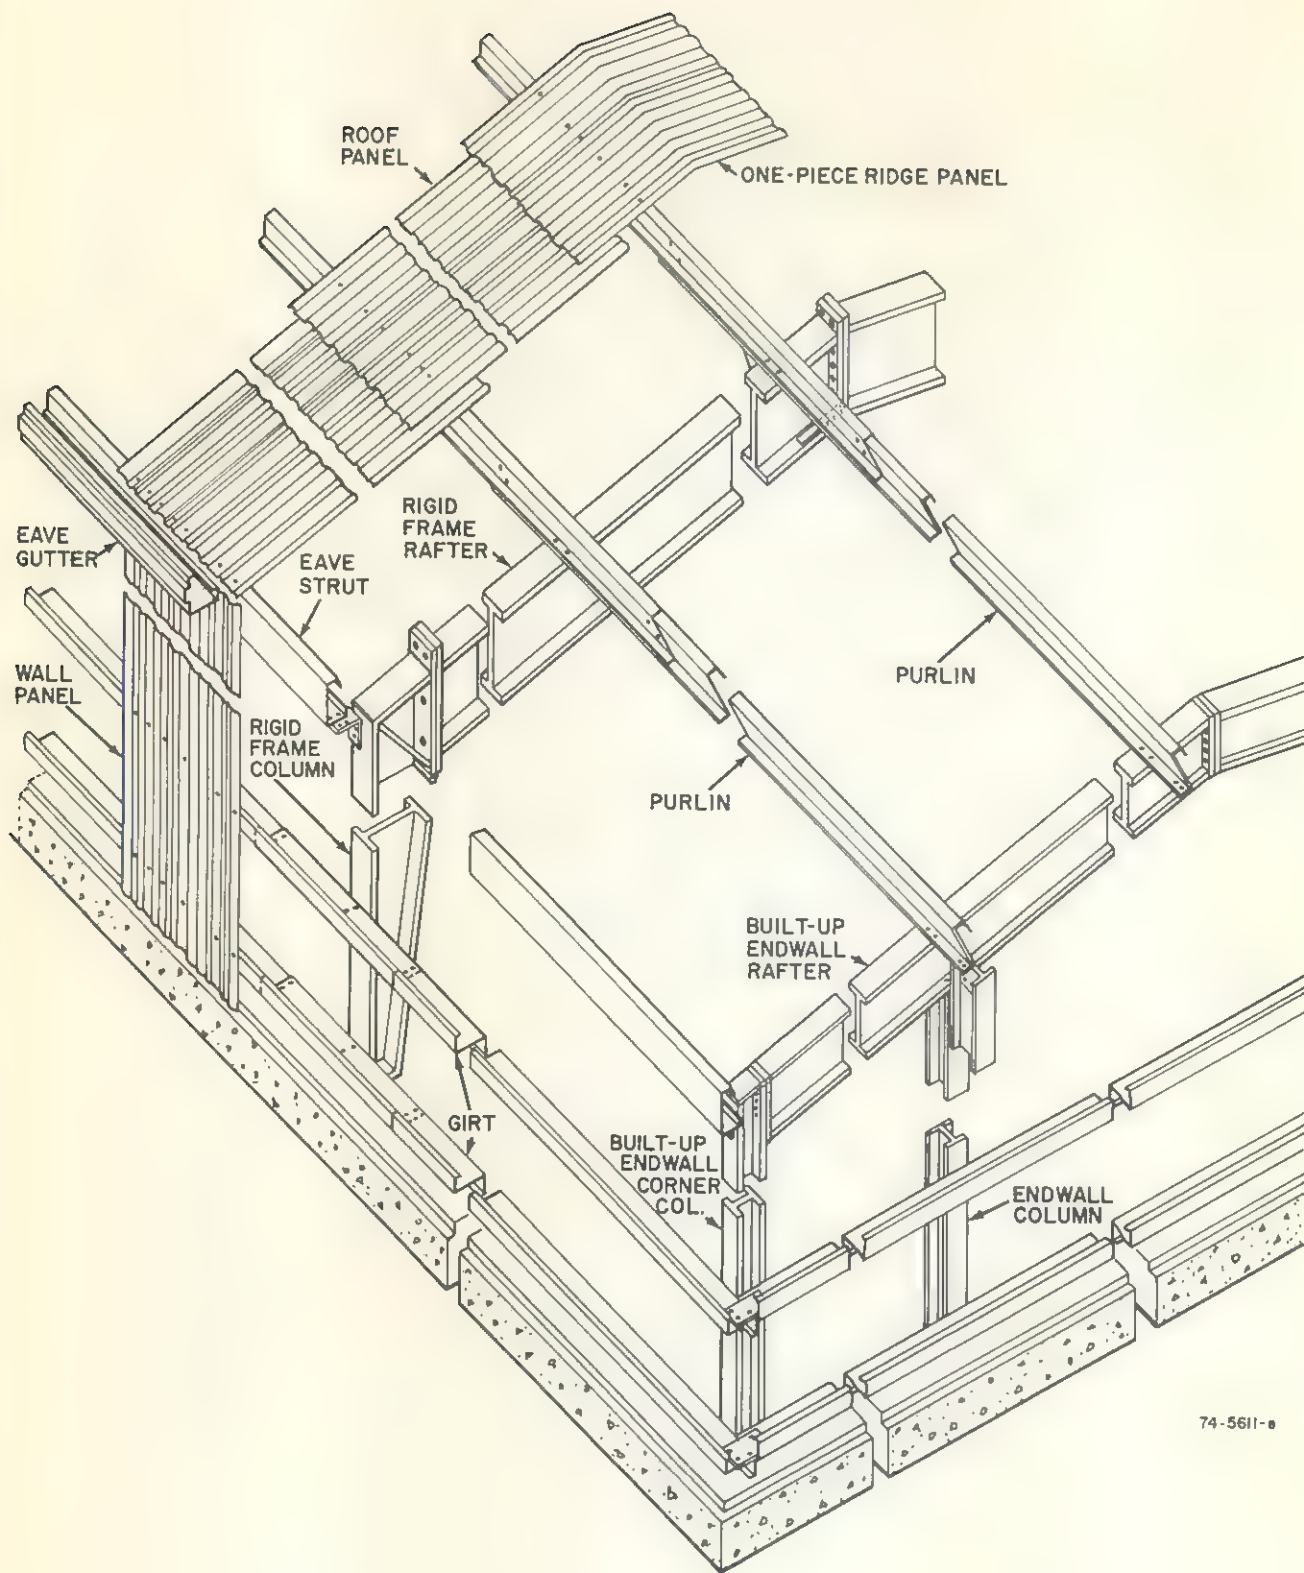 ROOF
PANEL
ONE-PIECE RIDGE PANEL
RIGID
FRAME
RAFTER
EAVE
GUTTER
EAVE
STRUT
WALL
PANEL
RIGID
FRAME
COLUMN
PURLIN
PURLIN
BUILT-UP
ENDWALL
RAFTER
GIRT
BUILT-UP
ENDWALL
CORNER
COL.
ENDWALL
COLUMN
74-5611-a